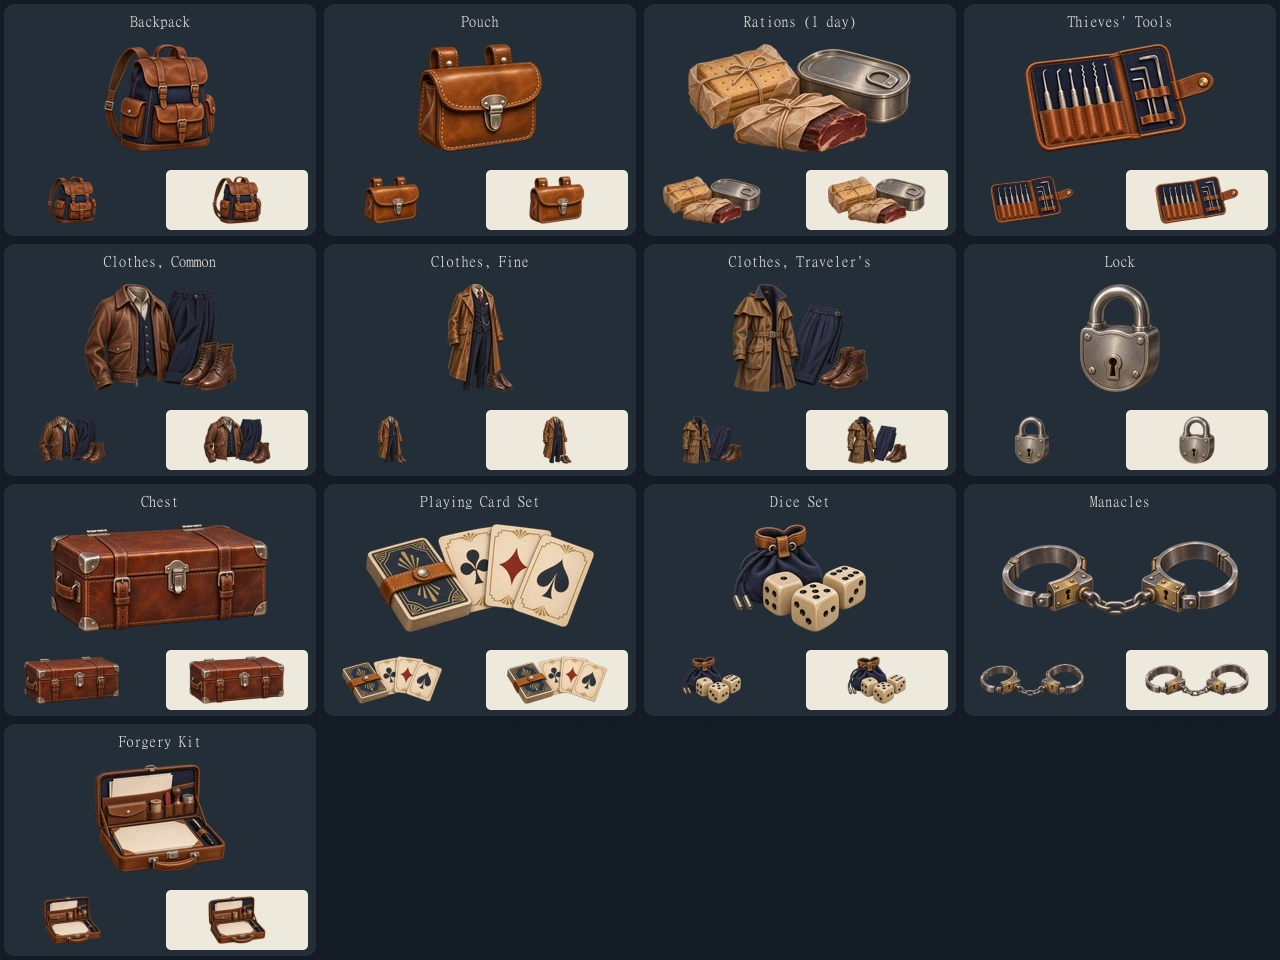 Backpack
Pouch
Rations (1 day)
Thieves' Tools
Clothes, Common
Clothes, Fine
Clothes, Traveler's
Lock
Chest
Playing Card Set
Dice Set
Manacles
Forgery Kit